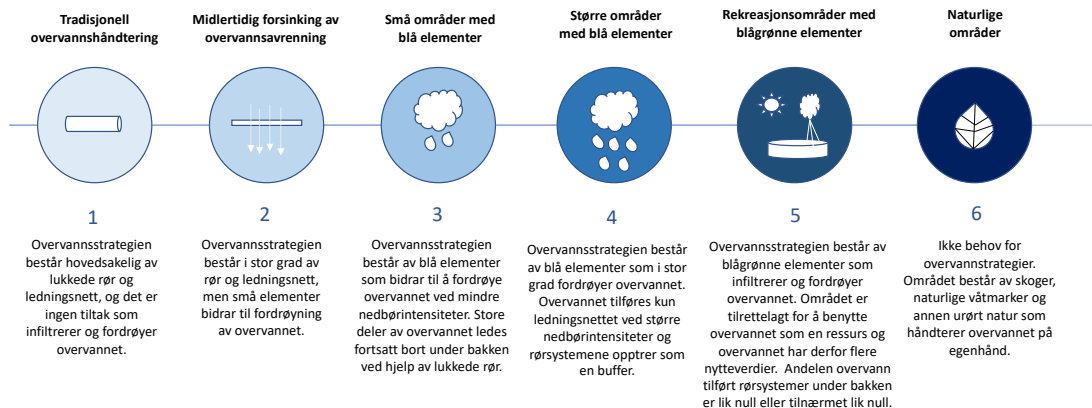 Tradisjonell
overvannshåndtering
Midlertidig forsinking av
overvannsavrenning
Små områder med
blå elementer
Større områder
med blå elementer
Rekreasjonsområder med
blågrønne elementer
Naturlige
områder
1
Overvannsstrategien
består hovedsakelig av
lukkede rør og
ledningsnett, og det er
ingen tiltak som
infiltrerer og fordrøyer
overvannet.
2
Overvannsstrategien
består i stor grad av
rør og ledningsnett,
men små elementer
bidrar til fordrøyning
av overvannet.
3
Overvannsstrategien
består av blå elementer
som bidrar til å fordrøye
overvannet ved mindre
nedbørintensiteter. Store
deler av overvannet ledes
fortsatt bort under bakken
ved hjelp av lukkede rør.
4
Overvannsstrategien består
av blå elementer som i stor
grad fordrøyer overvannet.
Overvannet tilføres kun
ledningsnettet ved større
nedbørintensiteter og
rørsystemene opptrer som
en buffer.
5
Overvannsstrategien består av
blågrønne elementer som
infiltrerer og fordrøyer
overvannet. Området er
tilrettelagt for å benytte
overvannet som en ressurs og
overvannet har derfor flere
nytteverdier. Andelen overvann
tilført rørsystemer under bakken
er lik null eller tilnærmet lik null.
6
Ikke behov for
overvannstrategier.
Området består av skoger,
naturlige våtmarker og
annen urørt natur som
håndterer overvannet på
egenhånd.